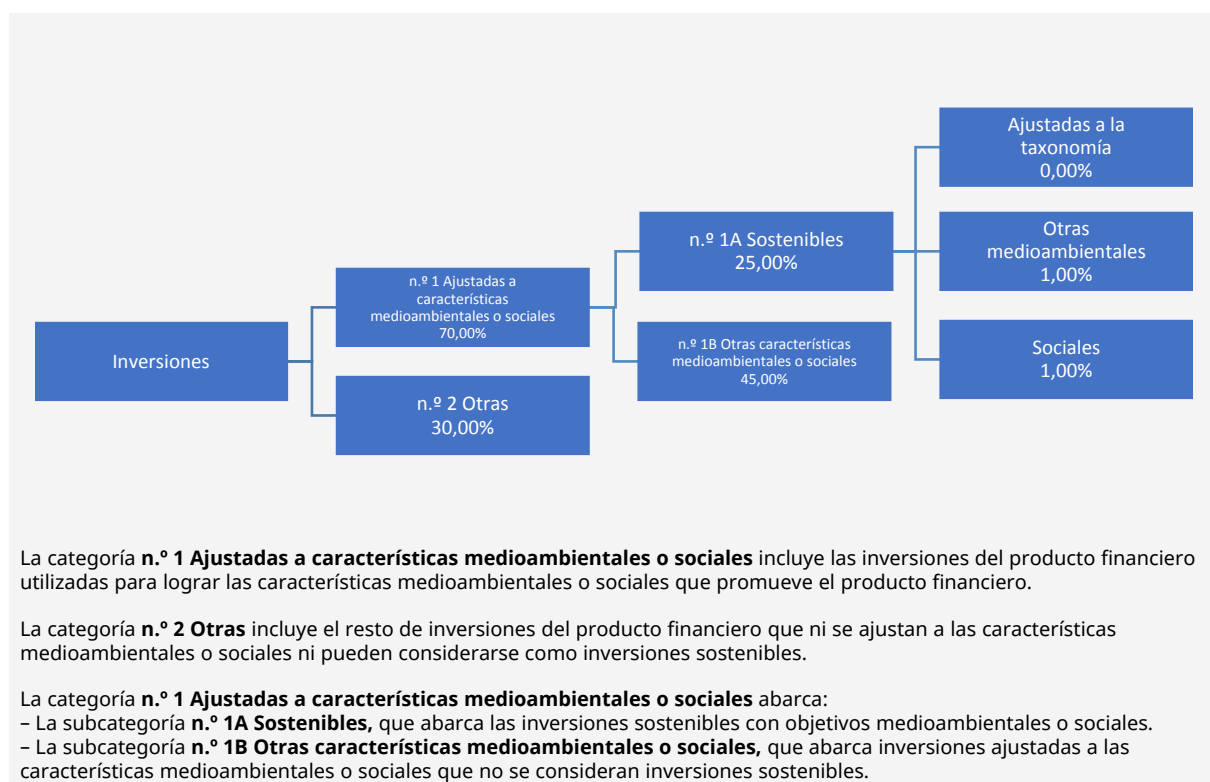 Inversiones
n.º 1 Ajustadas a
características
medioambientales o sociales
70,00%
n.º 2 Otras
30,00%
n.º 1A Sostenibles
25,00%
n.º 1B Otras características
medioambientales o sociales
45,00%
Ajustadas a la
taxonomía
0,00%
Otras
medioambientales
1,00%
Sociales
1,00%
La categoría n.º 1 Ajustadas a características medioambientales o sociales incluye las inversiones del producto financiero
utilizadas para lograr las características medioambientales o sociales que promueve el producto financiero.
La categoría n.º 2 Otras incluye el resto de inversiones del producto financiero que ni se ajustan a las características
medioambientales o sociales ni pueden considerarse como inversiones sostenibles.
La categoría n.º 1 Ajustadas a características medioambientales o sociales abarca:
– La subcategoría n.º 1A Sostenibles, que abarca las inversiones sostenibles con objetivos medioambientales o sociales.
– La subcategoría n.º 1B Otras características medioambientales o sociales, que abarca inversiones ajustadas a las
características medioambientales o sociales que no se consideran inversiones sostenibles.